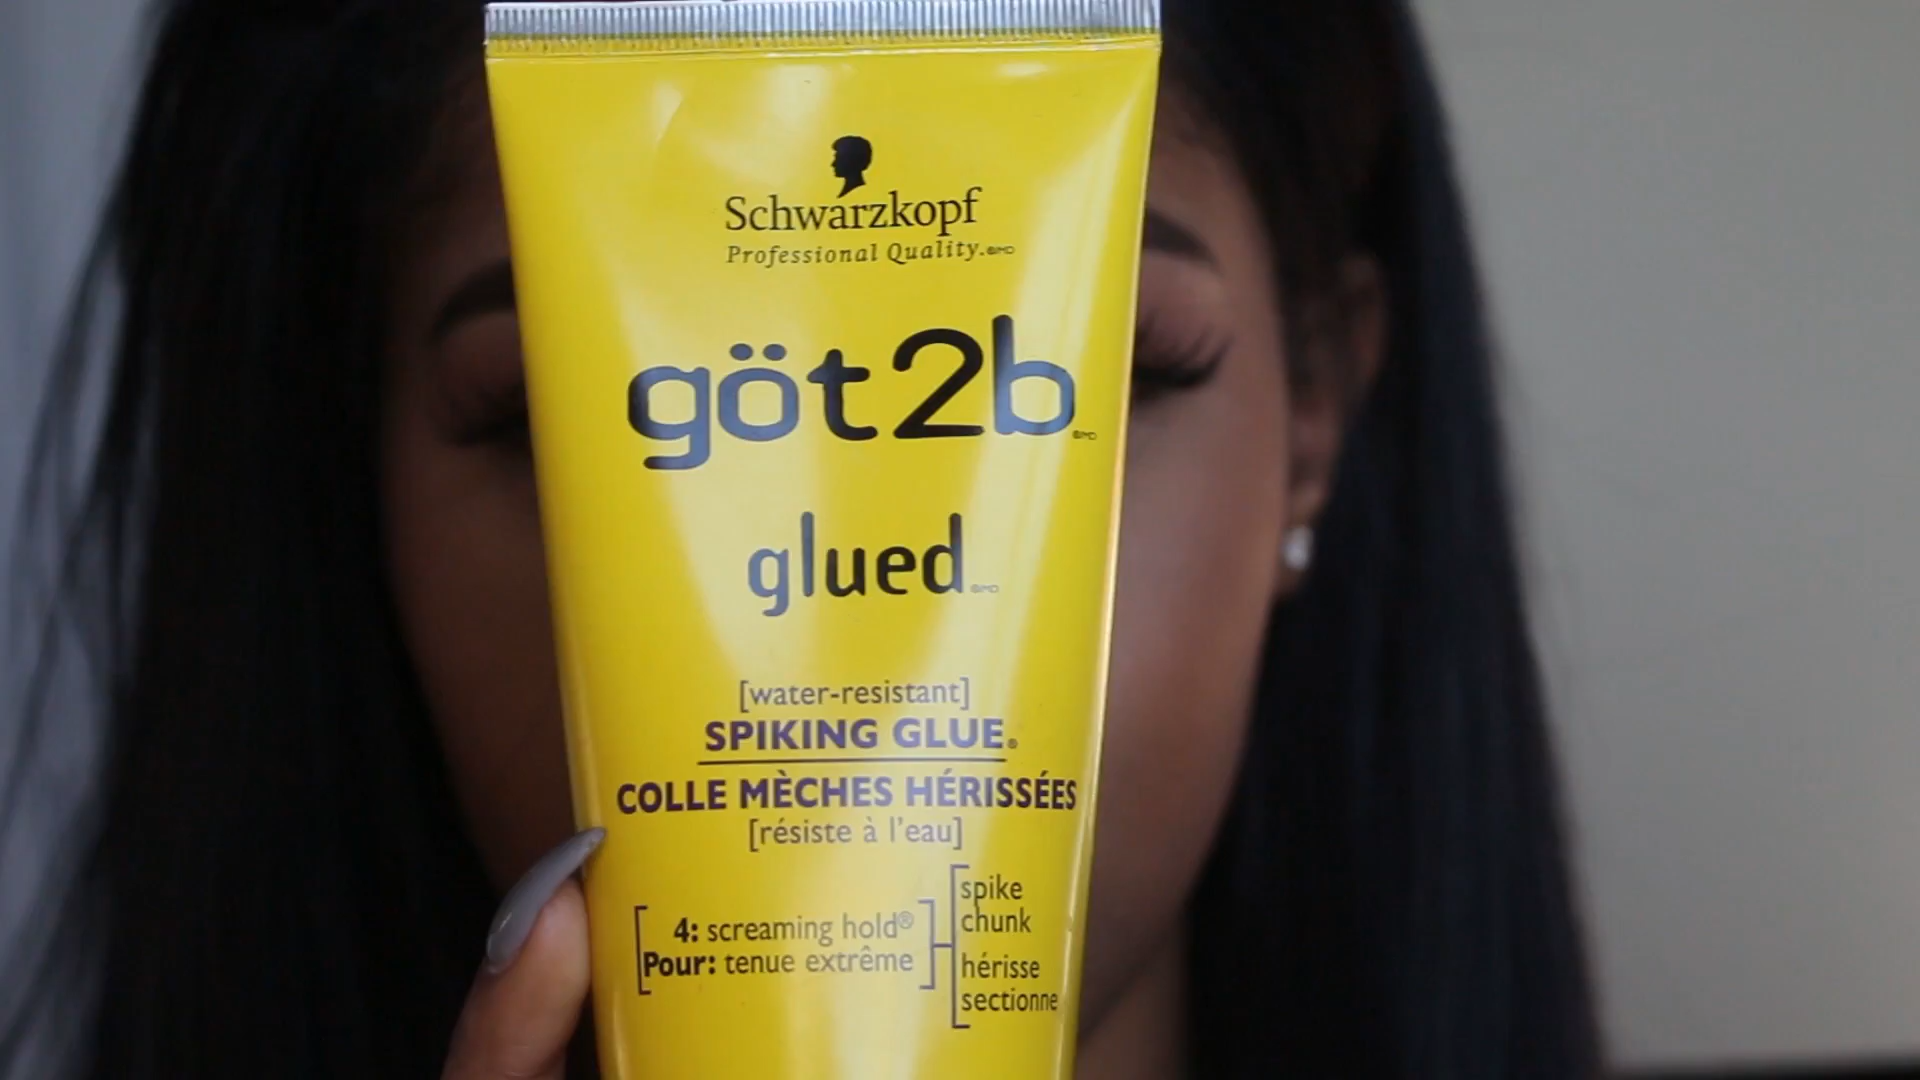 Schwarzkopf
Professional Quality.
göt2b
glued
[water-resistant]
SPIKING GLUE®
COLLE MÈCHES HÉRISSÉES
[résiste à l'eau]
4: screaming hold®
Pour: tenue extrême
spike
chunk
hérisse
sectionne